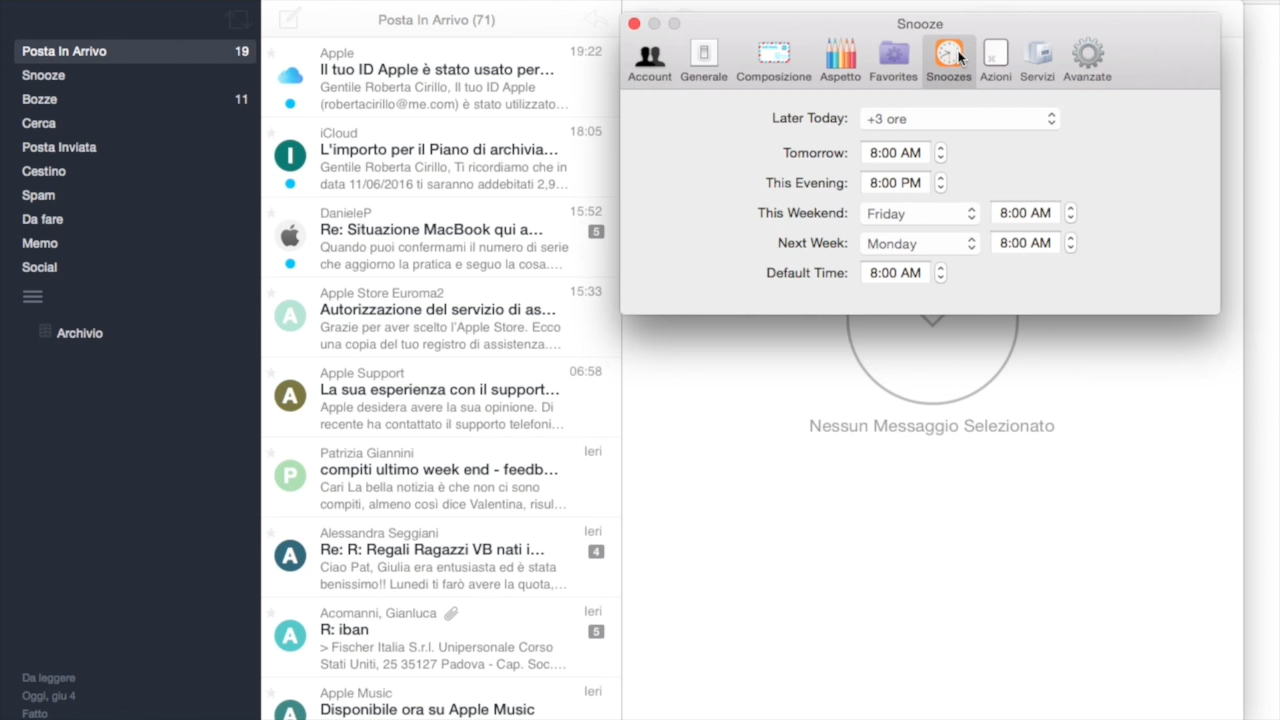 Posta In Arrivo 19
Snooze
Bozze 11
Cerca
Posta Inviata
Cestino
Spam
Da fare
Memo
Social
Archivio
Da leggere
Oggi, giu 4
Fatto
Posta In Arrivo (71)
Apple 19:22
Il tuo ID Apple è stato usato per…
Gentile Roberta Cirillo, Il tuo ID Apple
(robertacirillo@me.com) è stato utilizzato…
I
iCloud 18:05
L'importo per il Piano di archivia…
Gentile Roberta Cirillo, Ti ricordiamo che in
data 11/06/2016 ti saranno addebitati 2,9…
DanieleP 15:52
Re: Situazione MacBook qui a… 5
Quando puoi confermami il numero di serie
che aggiorno la pratica e seguo la cosa.…
A
Apple Store Euroma2 15:33
Autorizzazione del servizio di as…
Grazie per aver scelto l'Apple Store. Ecco
una copia del tuo registro di assistenza.…
A
Apple Support 06:58
La sua esperienza con il support…
Apple desidera avere la sua opinione. Di
recente ha contattato il supporto telefoni…
P
Patrizia Giannini Ieri
compiti ultimo week end - feedb…
Cari La bella notizia è che non ci sono
compiti, almeno così dice Valentina, risul…
A
Alessandra Seggiani Ieri
Re: R: Regali Ragazzi VB nati i… 4
Ciao Pat, Giulia era entusiasta ed è stata
benissimo!! Lunedi ti farò avere la quota,…
A
Acomanni, Gianluca Ieri
R: iban 5
> Fischer Italia S.r.l. Unipersonale Corso
Stati Uniti, 25 35127 Padova - Cap. Soc.…
A
Apple Music Ieri
Disponibile ora su Apple Music
Snooze
Account Generale Composizione Aspetto Favorites Snoozes Azioni Servizi Avanzate
Later Today: +3 ore
Tomorrow: 8:00 AM
This Evening: 8:00 PM
This Weekend: Friday 8:00 AM
Next Week: Monday 8:00 AM
Default Time: 8:00 AM
Nessun Messaggio Selezionato